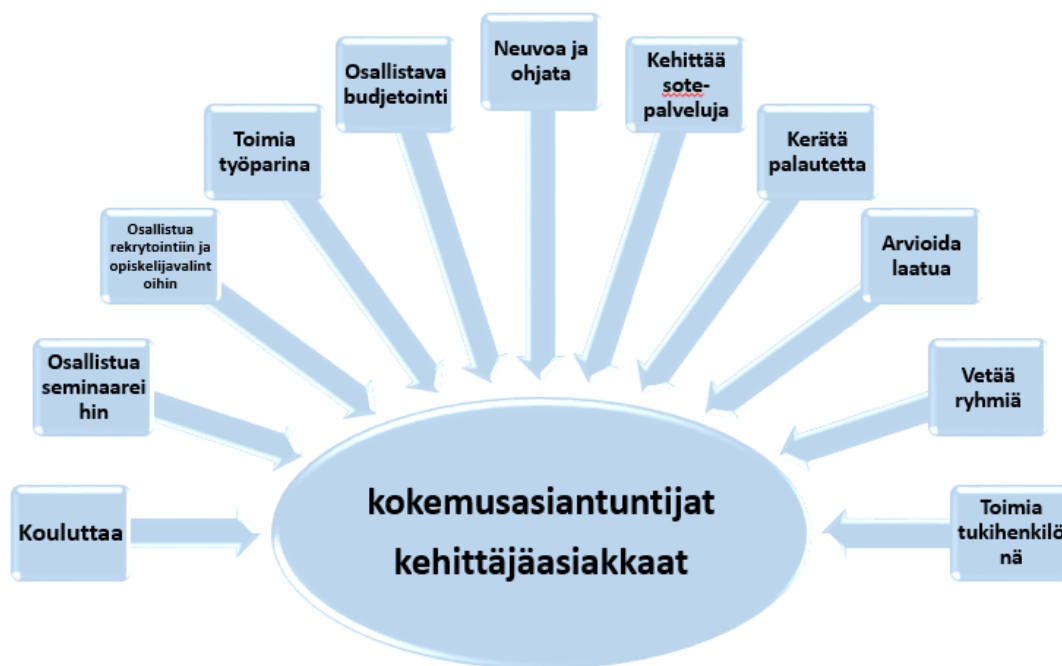 Neuvoa ja
ohjata
Osallistava
budjetointi
Kehittää
sote-
palveluja
Toimia
työparina
Kerätä
palautetta
Osallistua
rekrytointiin ja
opiskelijavalint
oihin
Arvioida
laatua
Osallistua
seminaarei
hin
Vetää
ryhmiä
Kouluttaa
Toimia
tukihenkilö
nä
kokemusasiantuntijat
kehittäjäasiakkaat